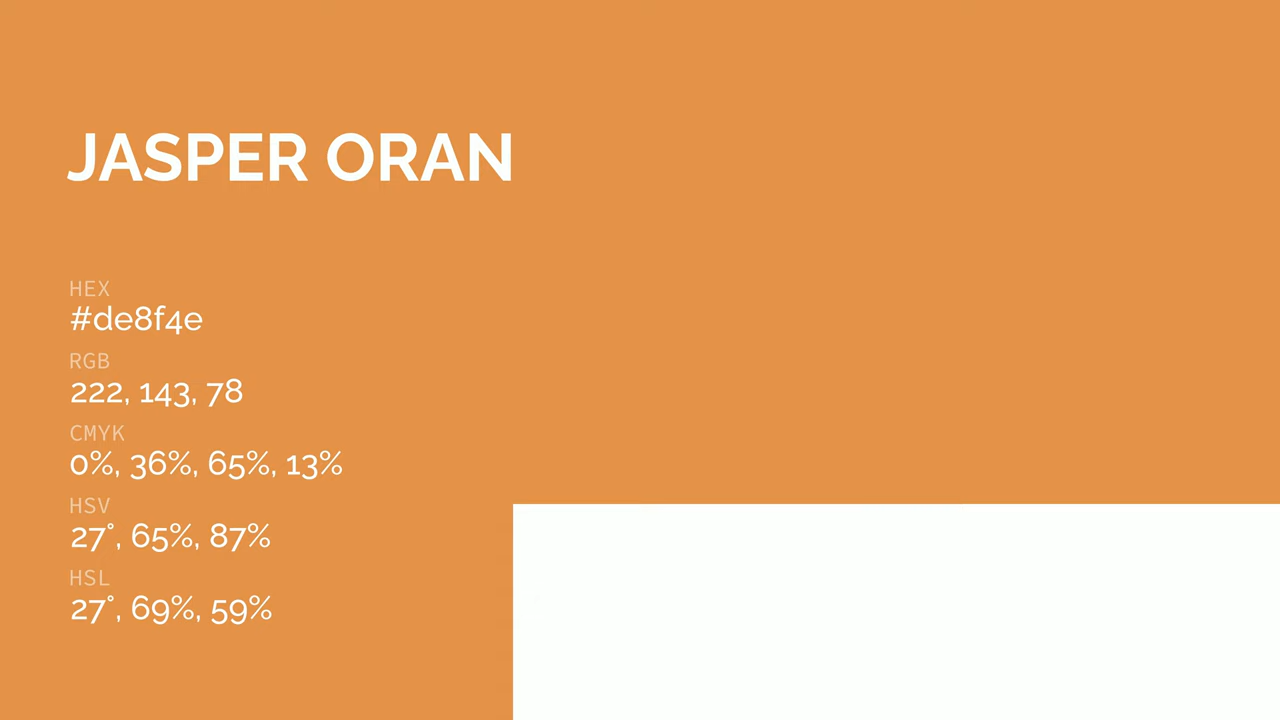 JASPER ORAN
HEX
#de8f4e
RGB
222, 143, 78
CMYK
0%, 36%, 65%, 13%
HSV
27°, 65%, 87%
HSL
27°, 69%, 59%